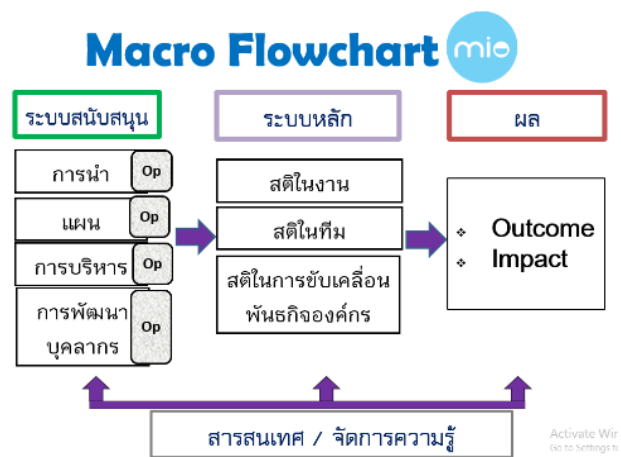 Macro Flowchart mio
ระบบสนับสนุน
ระบบหลัก
ผล
การนำ Op
แผน Op
การบริหาร Op
การพัฒนา
บุคลากร
Op
สติในงาน
สติในทีม
สติในการขับเคลื่อน
พันธกิจองค์กร
❖ Outcome
❖ Impact
สารสนเทศ / จัดการความรู้
Activate Win
Go to Settings t